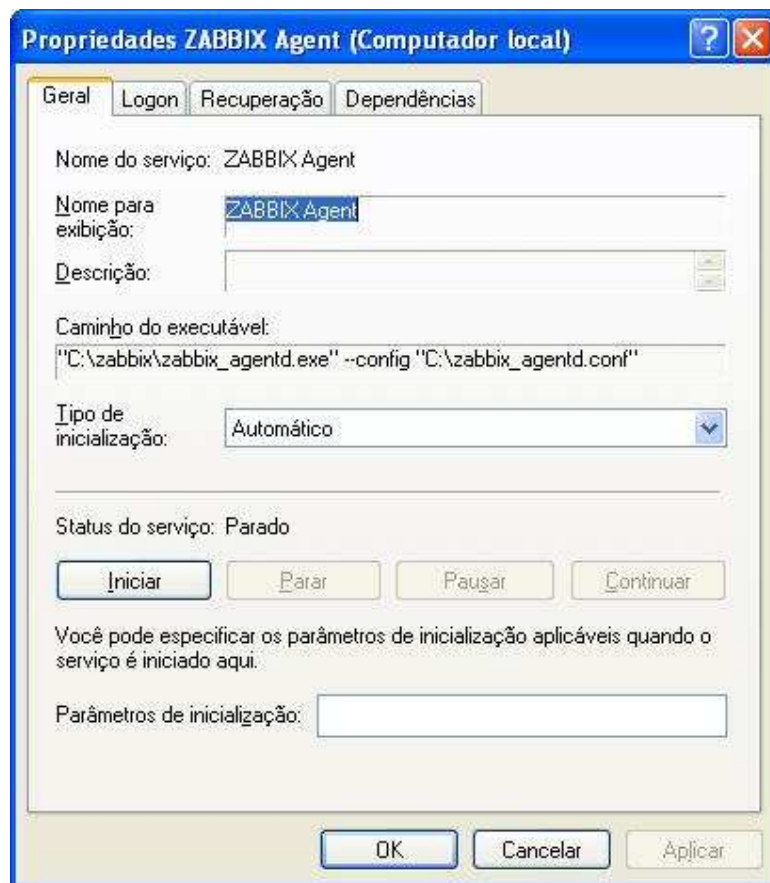 Propriedades ZABBIX Agent (Computador local)
Geral Logon Recuperação Dependências
Nome do serviço: ZABBIX Agent
Nome para exibição: ZABBIX Agent
Descrição:
Caminho do executável:
"C:\zabbix\zabbix_agentd.exe" --config "C:\zabbix_agentd.conf"
Tipo de inicialização: Automático
Status do serviço: Parado
Iniciar Parar Pausar Continuar
Você pode especificar os parâmetros de inicialização aplicáveis quando o
serviço é iniciado aqui.
Parâmetros de inicialização:
OK Cancelar Aplicar